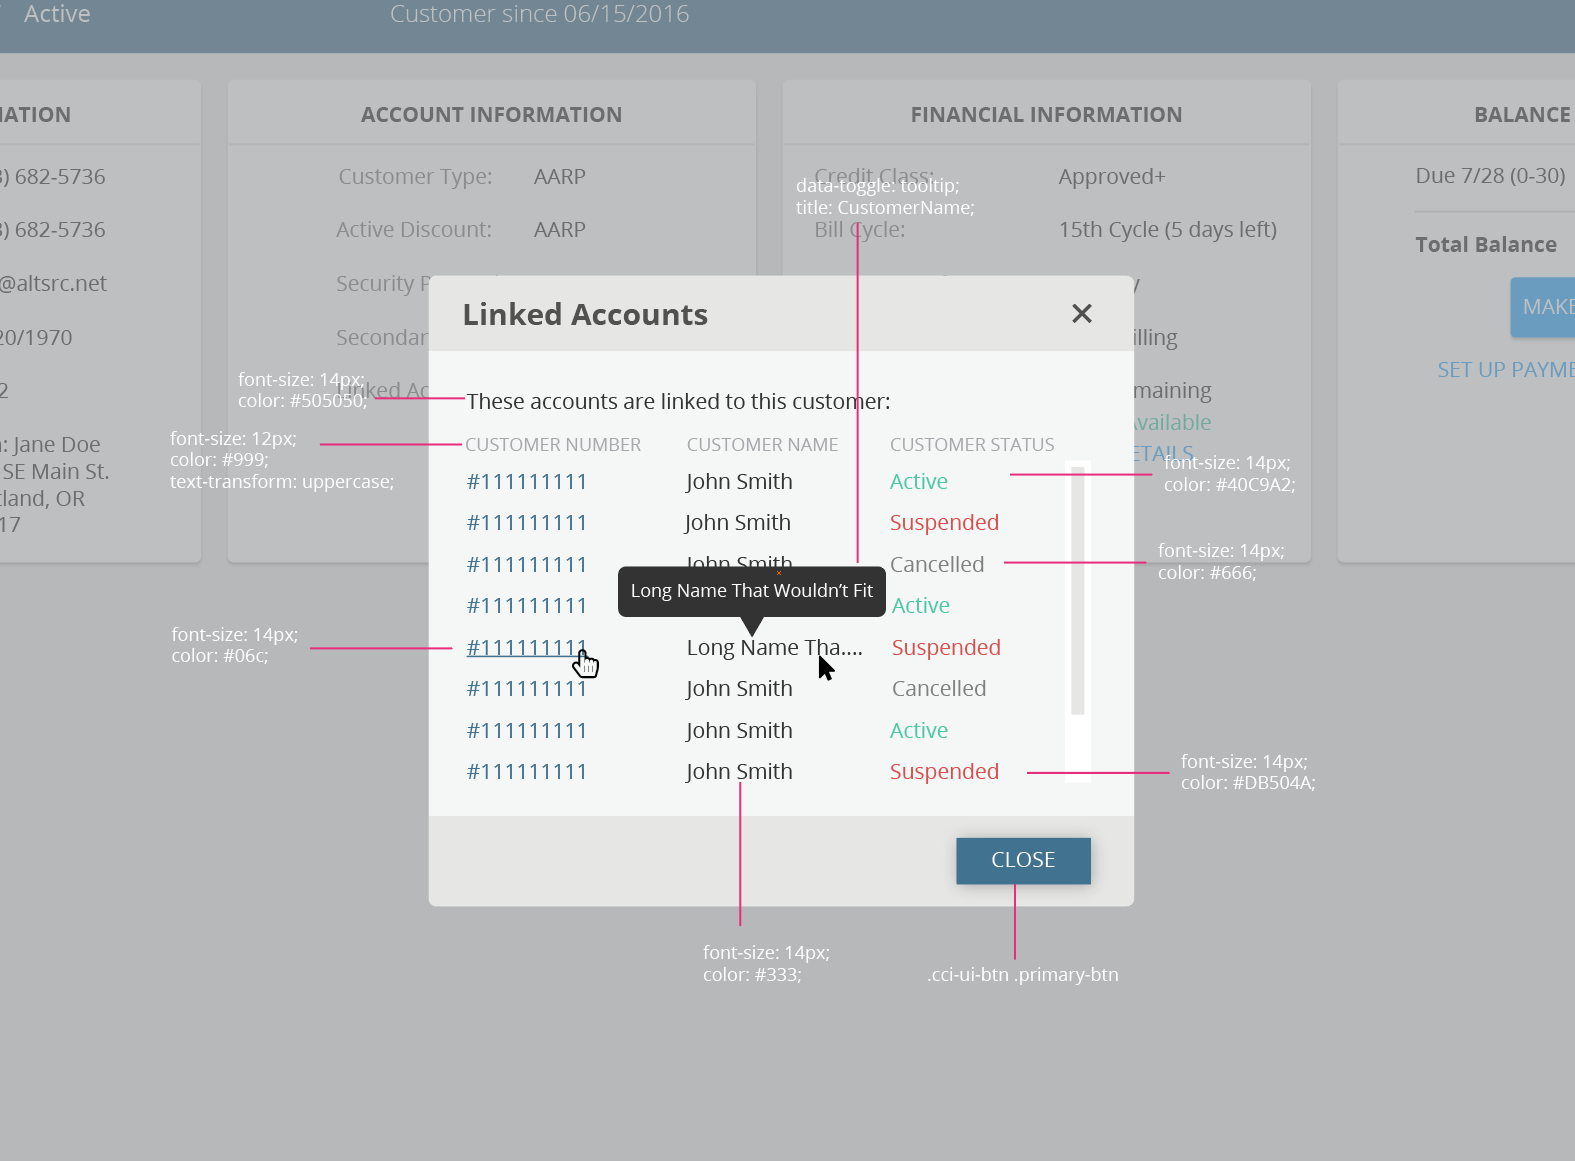 Active
Customer since 06/15/2016
MATION
ACCOUNT INFORMATION
FINANCIAL INFORMATION
BALANCE
) 682-5736
Customer Type: AARP
Credit Class: Approved+
Due 7/28 (0-30)
data-toggle: tooltip;
title: CustomerName;
) 682-5736
Active Discount: AARP
Bill Cycle: 15th Cycle (5 days left)
Total Balance
@altsrc.net
Security P
y
MAKE
20/1970
Secondar
illing
SET UP PAYME
2
Linked Ac
maining
Available
ETAILS
: Jane Doe
SE Main St.
tland, OR
17
Linked Accounts
font-size: 14px;
color: #505050;
These accounts are linked to this customer:
font-size: 12px;
color: #999;
text-transform: uppercase;
CUSTOMER NUMBER CUSTOMER NAME CUSTOMER STATUS
#111111111 John Smith Active
font-size: 14px;
color: #40C9A2;
#111111111 John Smith Suspended
#111111111 John Smith Cancelled
font-size: 14px;
color: #666;
Long Name That Wouldn’t Fit
#111111111 Active
font-size: 14px;
color: #06c;
#111111111 Long Name Tha.... Suspended
#111111111 John Smith Cancelled
#111111111 John Smith Active
#111111111 John Smith Suspended
font-size: 14px;
color: #DB504A;
CLOSE
font-size: 14px;
color: #333;
.cci-ui-btn .primary-btn